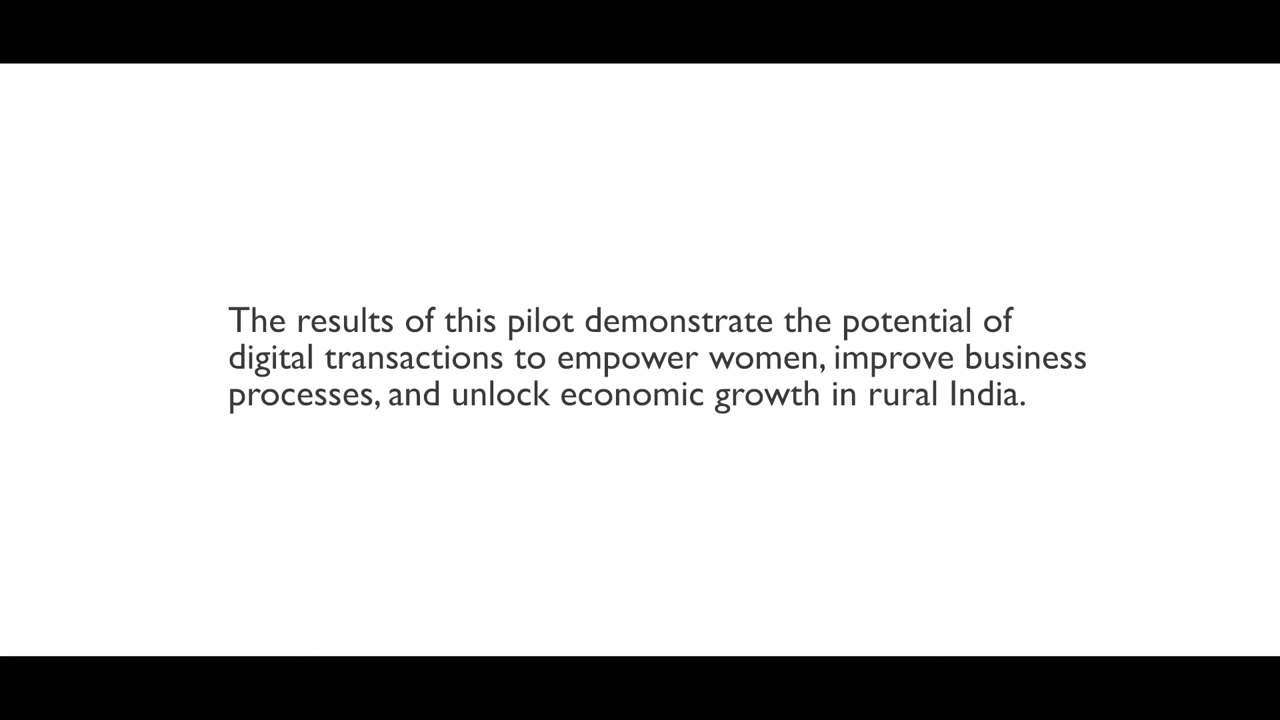 The results of this pilot demonstrate the potential of
digital transactions to empower women, improve business
processes, and unlock economic growth in rural India.